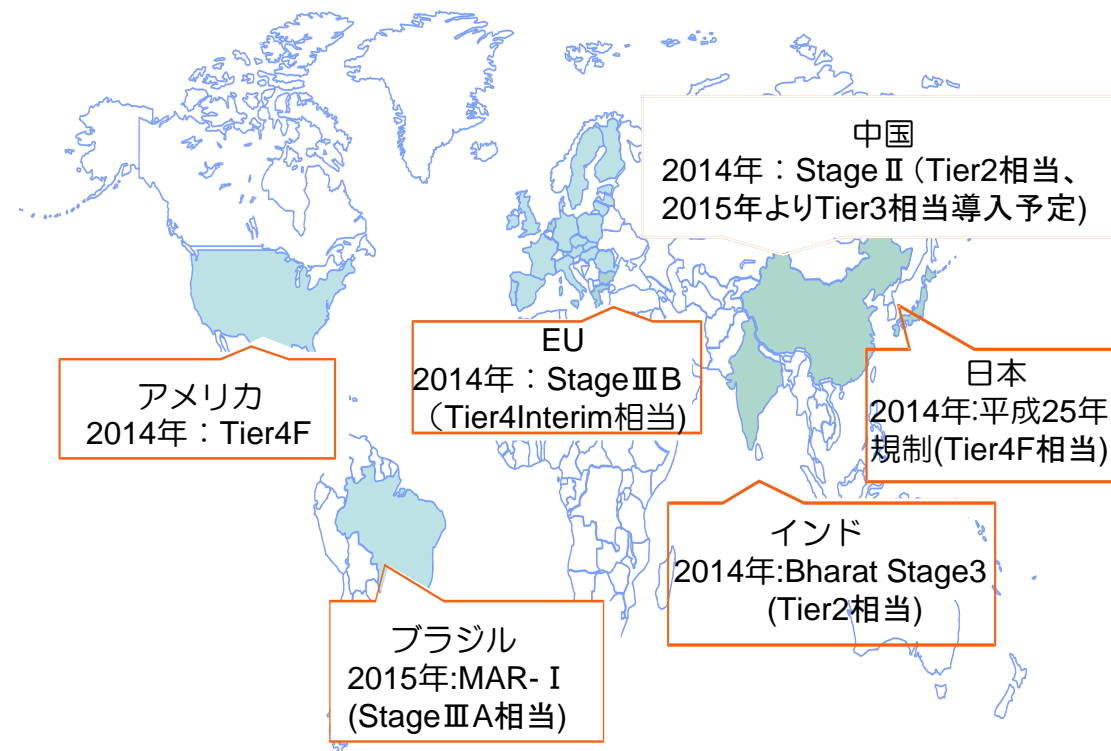 中国
2014年：StageⅡ（Tier2相当、
2015年よりTier3相当導入予定)
EU
2014年：StageⅢB
（Tier4Interim相当)
日本
2014年:平成25年
規制(Tier4F相当)
アメリカ
2014年：Tier4F
インド
2014年:Bharat Stage3
(Tier2相当)
ブラジル
2015年:MAR-Ⅰ
(StageⅢA相当)